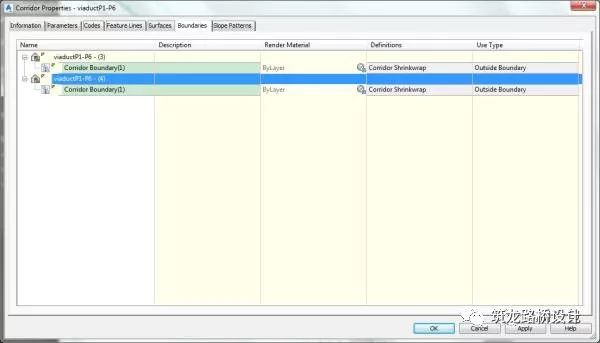 Corridor Properties - viaductP1-P6
Information Parameters Codes Feature Lines Surfaces Boundaries Slope Patterns
Name Description Render Material Definitions Use Type
viaductP1-P6 - (3)
Corridor Boundary(1) ByLayer Corridor Shrinkwrap Outside Boundary
viaductP1-P6 - (4)
Corridor Boundary(1) ByLayer Corridor Shrinkwrap Outside Boundary
筑龙路桥设计
OK Cancel Apply Help